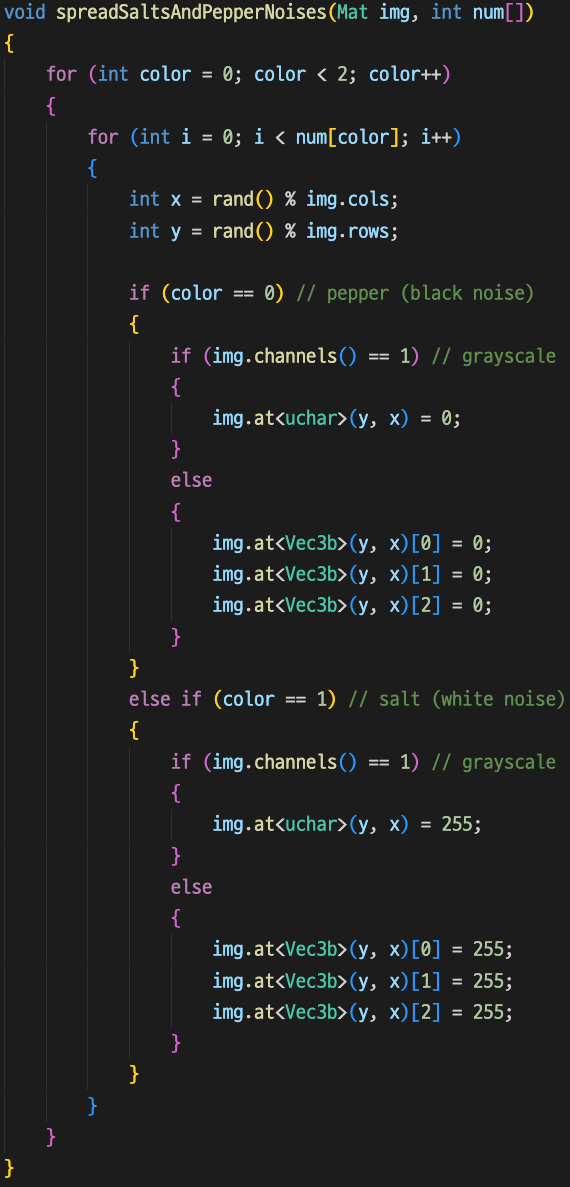 void spreadSaltsAndPepperNoises(Mat img, int num[])
{
    for (int color = 0; color < 2; color++)
    {
        for (int i = 0; i < num[color]; i++)
        {
            int x = rand() % img.cols;
            int y = rand() % img.rows;

            if (color == 0) // pepper (black noise)
            {
                if (img.channels() == 1) // grayscale
                {
                    img.at<uchar>(y, x) = 0;
                }
                else
                {
                    img.at<Vec3b>(y, x)[0] = 0;
                    img.at<Vec3b>(y, x)[1] = 0;
                    img.at<Vec3b>(y, x)[2] = 0;
                }
            }
            else if (color == 1) // salt (white noise)
            {
                if (img.channels() == 1) // grayscale
                {
                    img.at<uchar>(y, x) = 255;
                }
                else
                {
                    img.at<Vec3b>(y, x)[0] = 255;
                    img.at<Vec3b>(y, x)[1] = 255;
                    img.at<Vec3b>(y, x)[2] = 255;
                }
            }
        }
    }
}